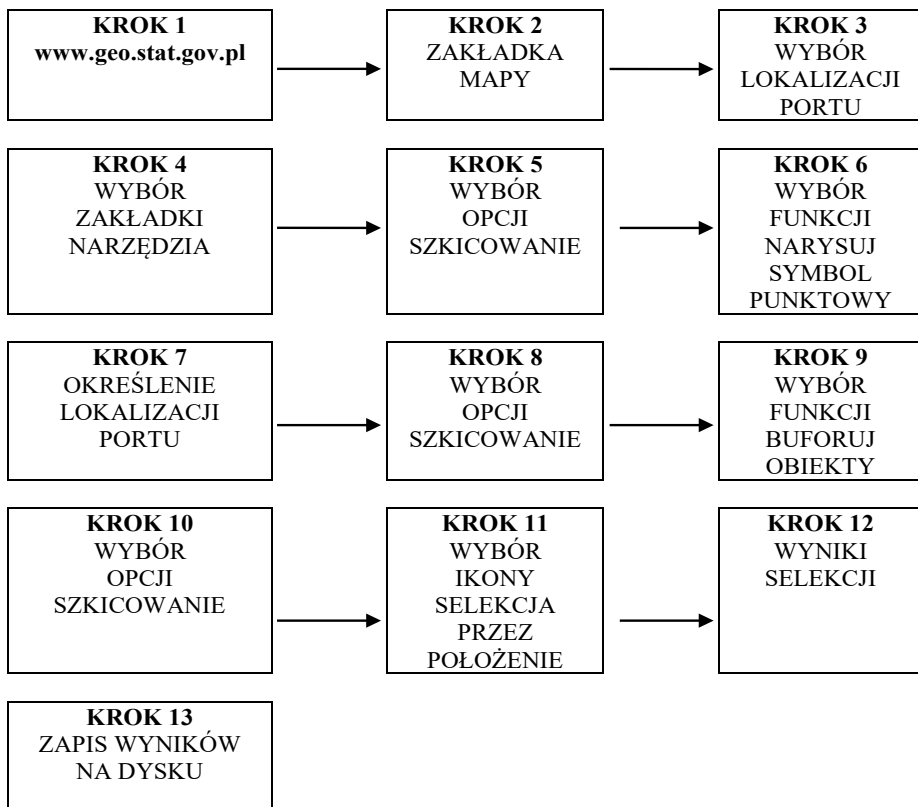 KROK 1
www.geo.stat.gov.pl
KROK 2
ZAKŁADKA
MAPY
KROK 3
WYBÓR
LOKALIZACJI
PORTU
KROK 4
WYBÓR
ZAKŁADKI
NARZĘDZIA
KROK 5
WYBÓR
OPCJI
SZKICOWANIE
KROK 6
WYBÓR
FUNKCJI
NARYSUJ
SYMBOL
PUNKTOWY
KROK 7
OKREŚLENIE
LOKALIZACJI
PORTU
KROK 8
WYBÓR
OPCJI
SZKICOWANIE
KROK 9
WYBÓR
FUNKCJI
BUFORUJ
OBIEKTY
KROK 10
WYBÓR
OPCJI
SZKICOWANIE
KROK 11
WYBÓR
IKONY
SELEKCJA
PRZEZ
POŁOŻENIE
KROK 12
WYNIKI
SELEKCJI
KROK 13
ZAPIS WYNIKÓW
NA DYSKU